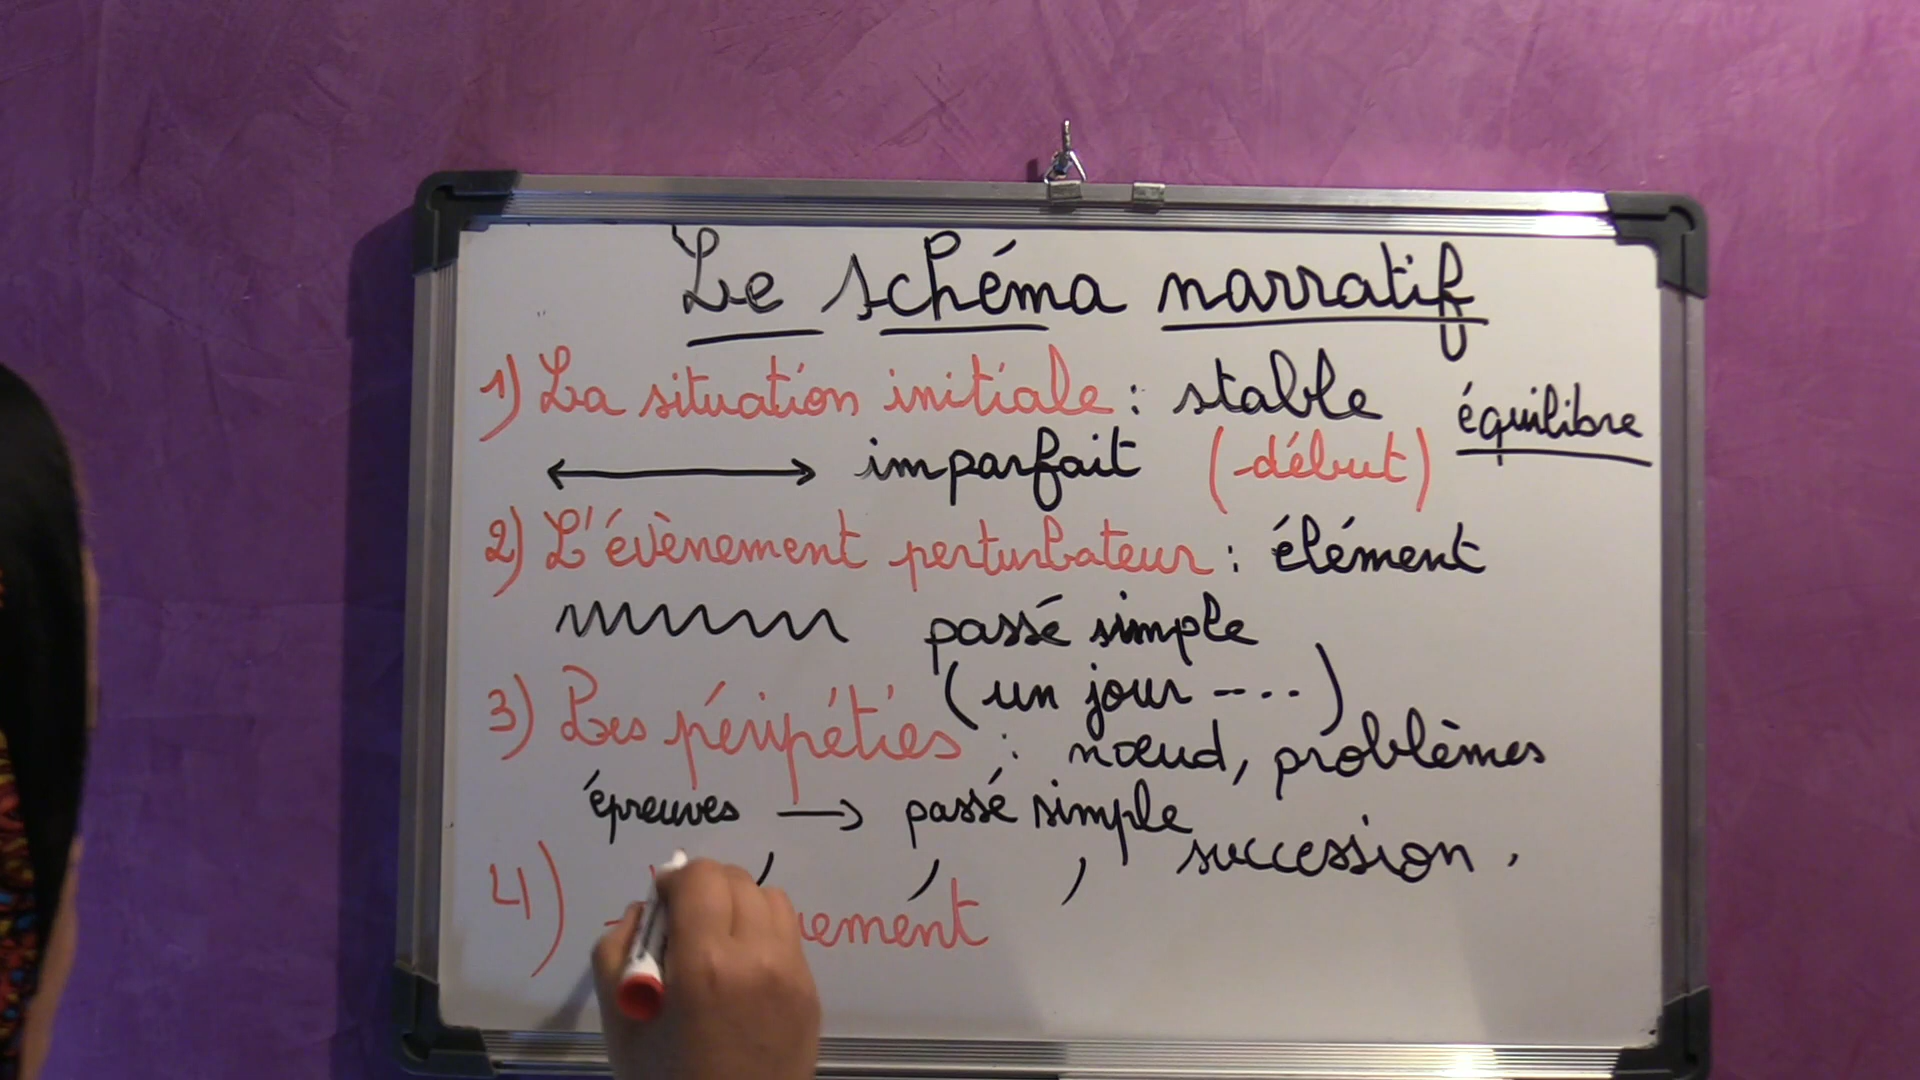 Le schéma narratif
1) La situation initiale : stable équilibre
imparfait (début)
2) L'évènement perturbateur : élément
passé simple
(un jour -...)
3) Les péripéties : nœud, problèmes
épreuves → passé simple
, , , succession .
4)